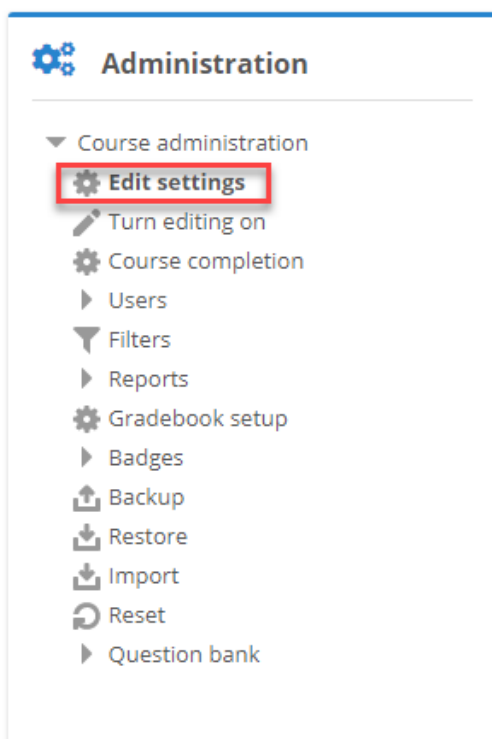 Administration
Course administration
Edit settings
Turn editing on
Course completion
Users
Filters
Reports
Gradebook setup
Badges
Backup
Restore
Import
Reset
Question bank